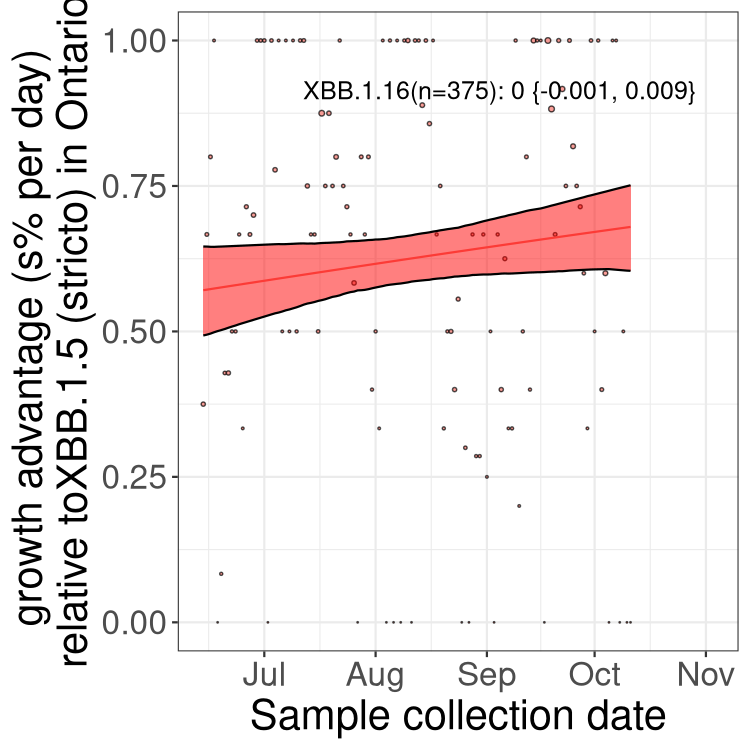 growth advantage (s% per day)
relative toXBB.1.5 (stricto) in Ontario
1.00
XBB.1.16(n=375): 0 {-0.001, 0.009}
0.75
0.50
0.25
0.00
Jul Aug Sep Oct Nov
Sample collection date